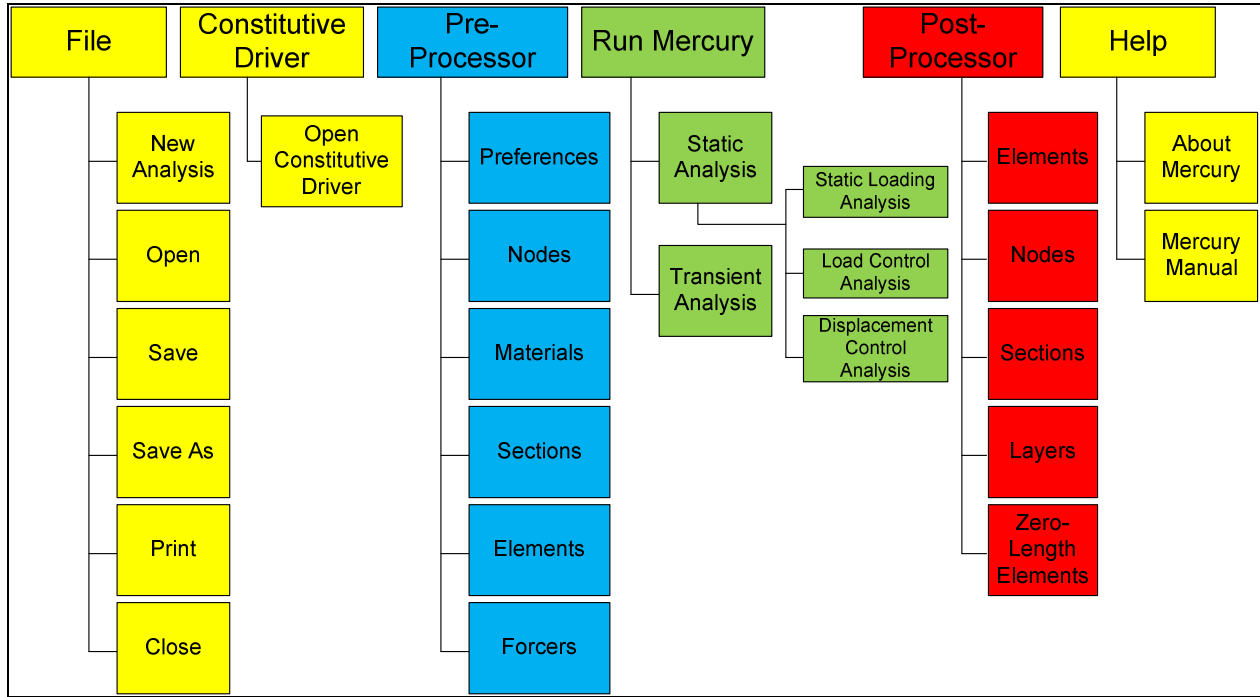 File
Constitutive
Driver
Pre-
Processor
Run Mercury
Post-
Processor
Help
New
Analysis
Open
Save
Save As
Print
Close
Open
Constitutive
Driver
Preferences
Nodes
Materials
Sections
Elements
Forcers
Static
Analysis
Transient
Analysis
Static Loading
Analysis
Load Control
Analysis
Displacement
Control
Analysis
Elements
Nodes
Sections
Layers
Zero-
Length
Elements
About
Mercury
Mercury
Manual